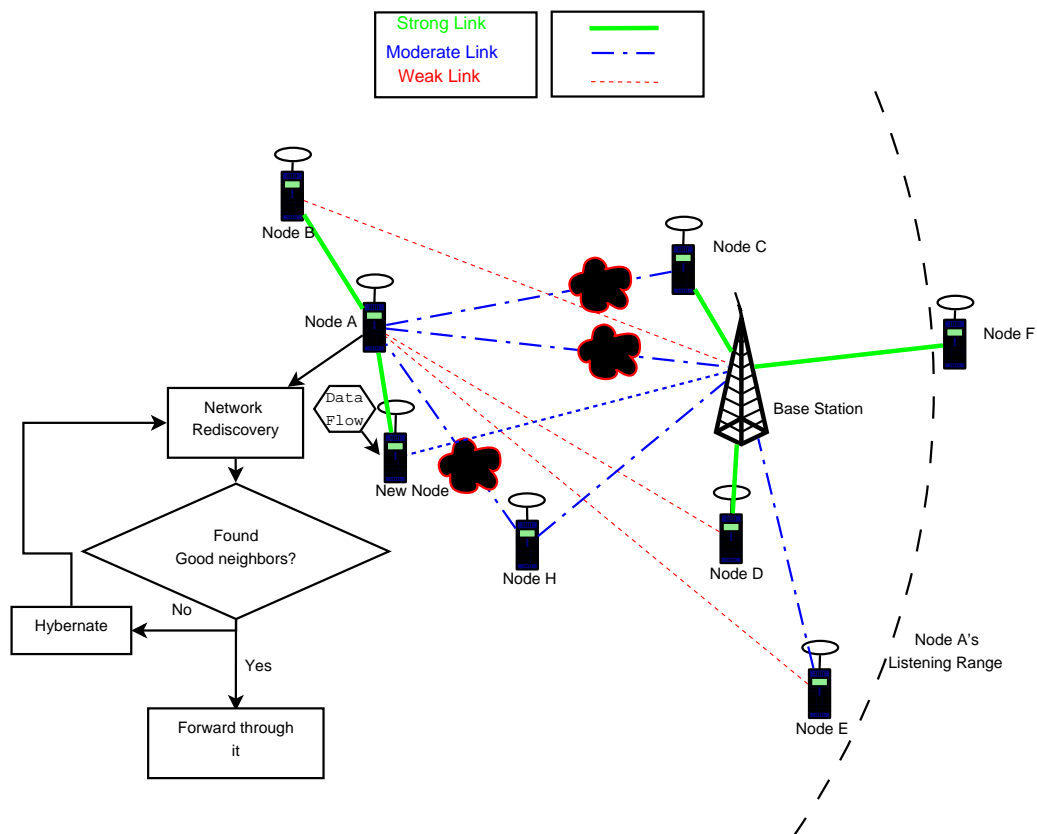 Strong Link
Moderate Link
Weak Link
Node B
Node C
Node A
Node F
Base Station
Network
Rediscovery
Data
Flow
New Node
Found
Good neighbors?
Node H
Node D
No
Hybernate
Yes
Node A's
Listening Range
Node E
Forward through
it